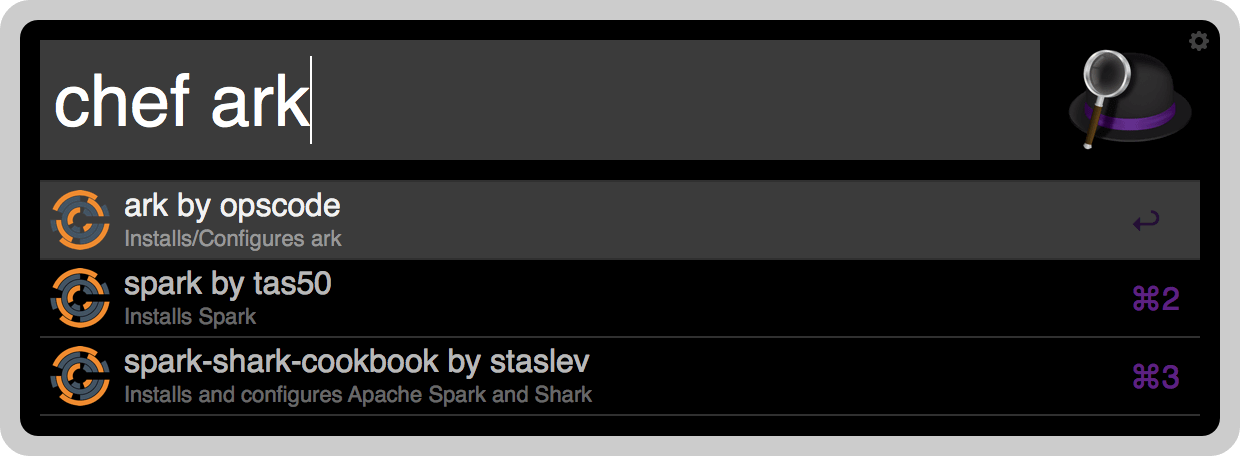 chef ark
ark by opscode
Installs/Configures ark
spark by tas50
Installs Spark
⌘2
spark-shark-cookbook by staslev
Installs and configures Apache Spark and Shark
⌘3